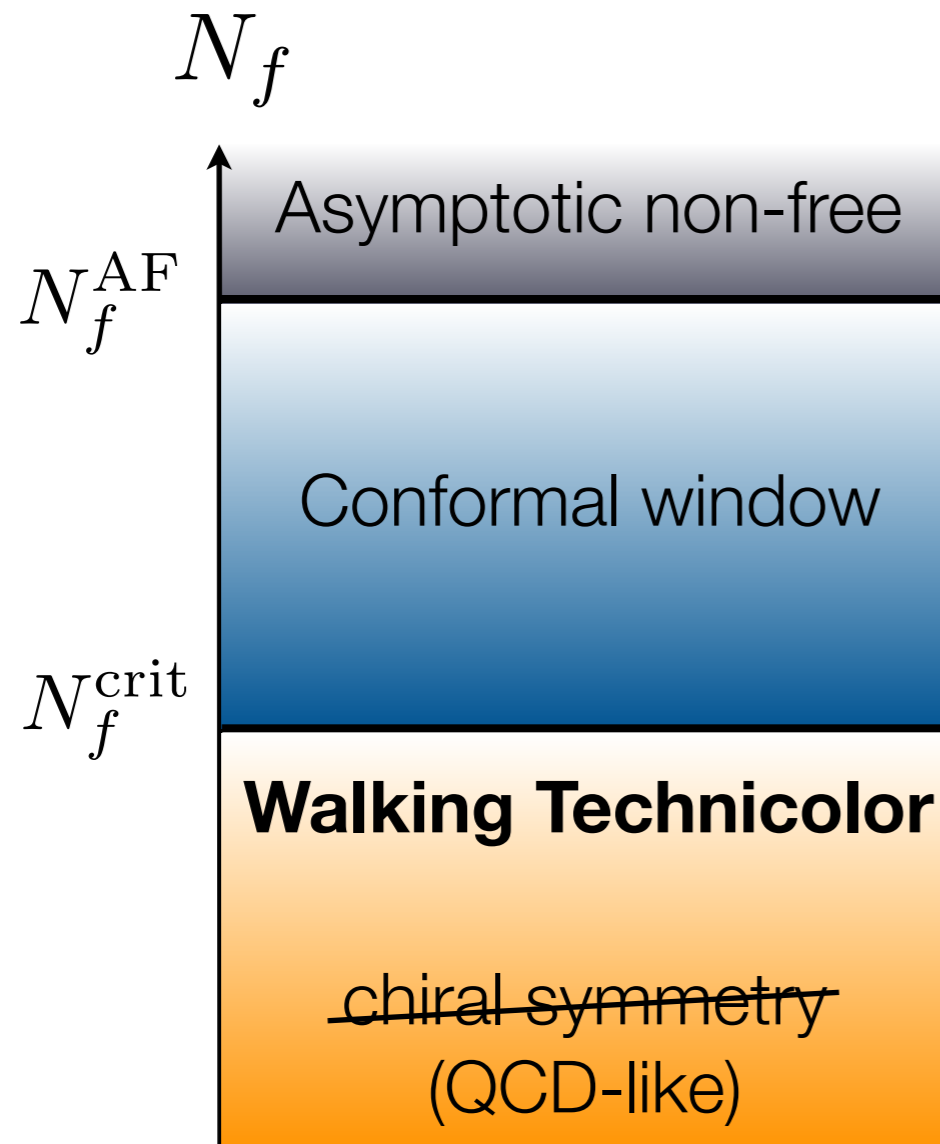 N_f
Asymptotic non-free
N_f^AF
Conformal window
N_f^crit
Walking Technicolor
chiral symmetry
(QCD-like)